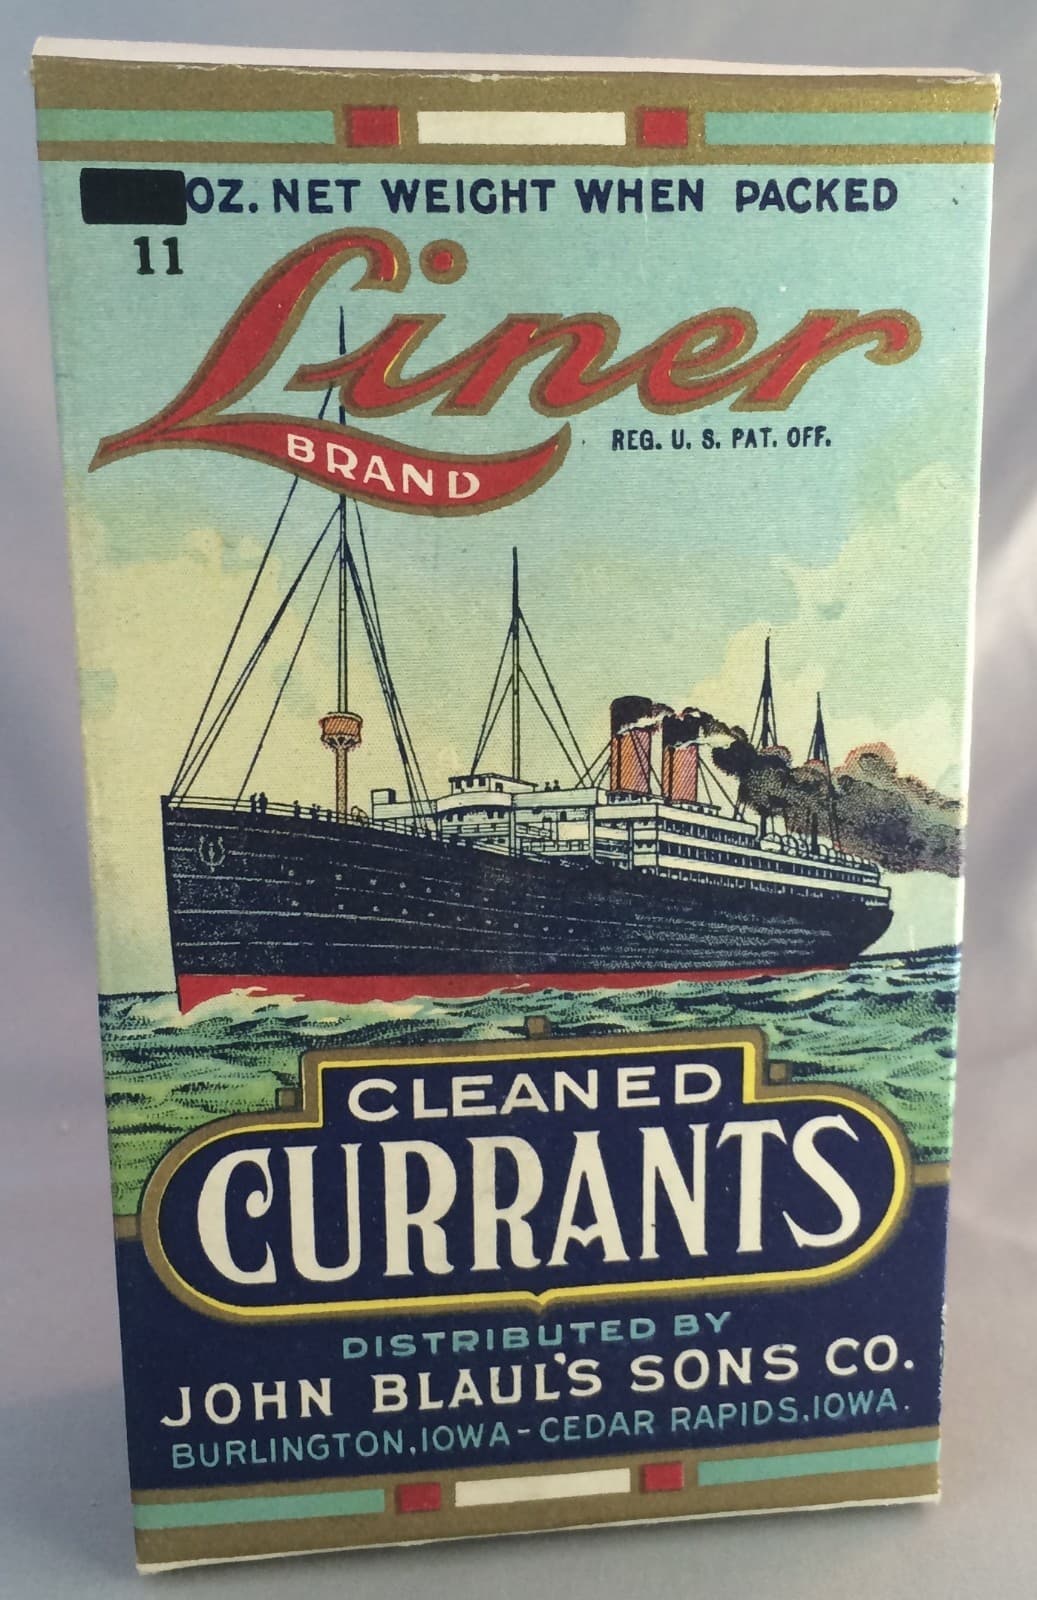 OZ. NET WEIGHT WHEN PACKED
11
Liner
BRAND
REG. U. S. PAT. OFF.
CLEANED
CURRANTS
DISTRIBUTED BY
JOHN BLAUL'S SONS CO.
BURLINGTON, IOWA - CEDAR RAPIDS, IOWA.